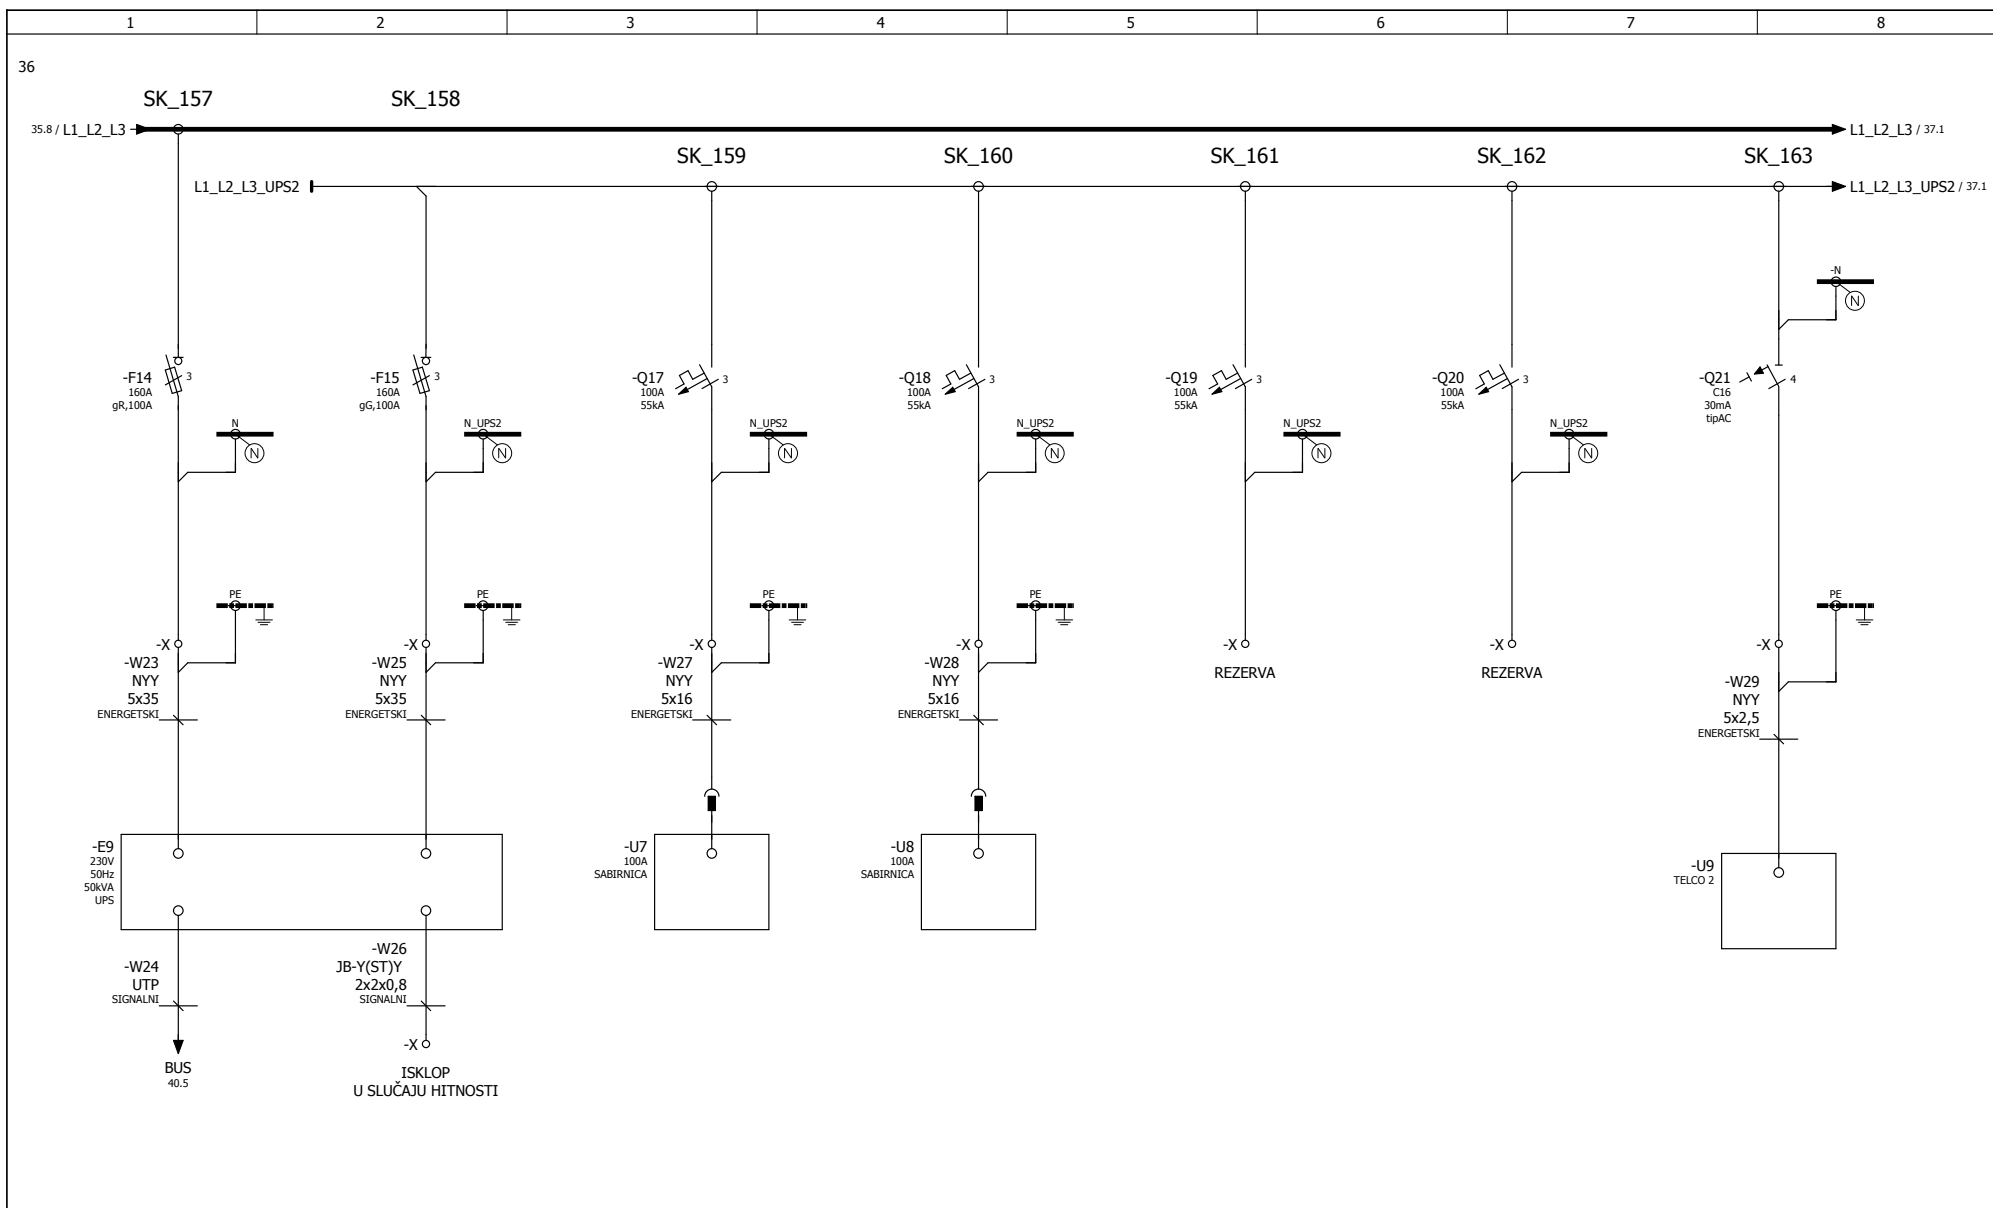 1 2 3 4 5 6 7 8
36
SK_157 SK_158
35.8 / L1_L2_L3 L1_L2_L3 / 37.1
SK_159 SK_160 SK_161 SK_162 SK_163
L1_L2_L3_UPS2 L1_L2_L3_UPS2 / 37.1
-N
N
-F14
160A
gR,100A
3
-F15
160A
gG,100A
3
-Q17
100A
55kA
3
-Q18
100A
55kA
3
-Q19
100A
55kA
3
-Q20
100A
55kA
3
-Q21
C16
30mA
tipAC
4
N N_UPS2 N_UPS2 N_UPS2 N_UPS2 N_UPS2
N N N N N N
PE PE PE PE PE
-X -X -X -X -X -X -X
-W23
NYY
5x35
ENERGETSKI
-W25
NYY
5x35
ENERGETSKI
-W27
NYY
5x16
ENERGETSKI
-W28
NYY
5x16
ENERGETSKI
REZERVA
REZERVA
-W29
NYY
5x2,5
ENERGETSKI
-E9
230V
50Hz
50kVA
UPS
-U7
100A
SABIRNICA
-U8
100A
SABIRNICA
-U9
TELCO 2
-W24
UTP
SIGNALNI
BUS
40.5
-W26
JB-Y(ST)Y
2x2x0,8
SIGNALNI
-X
ISKLOP
U SLUČAJU HITNOSTI